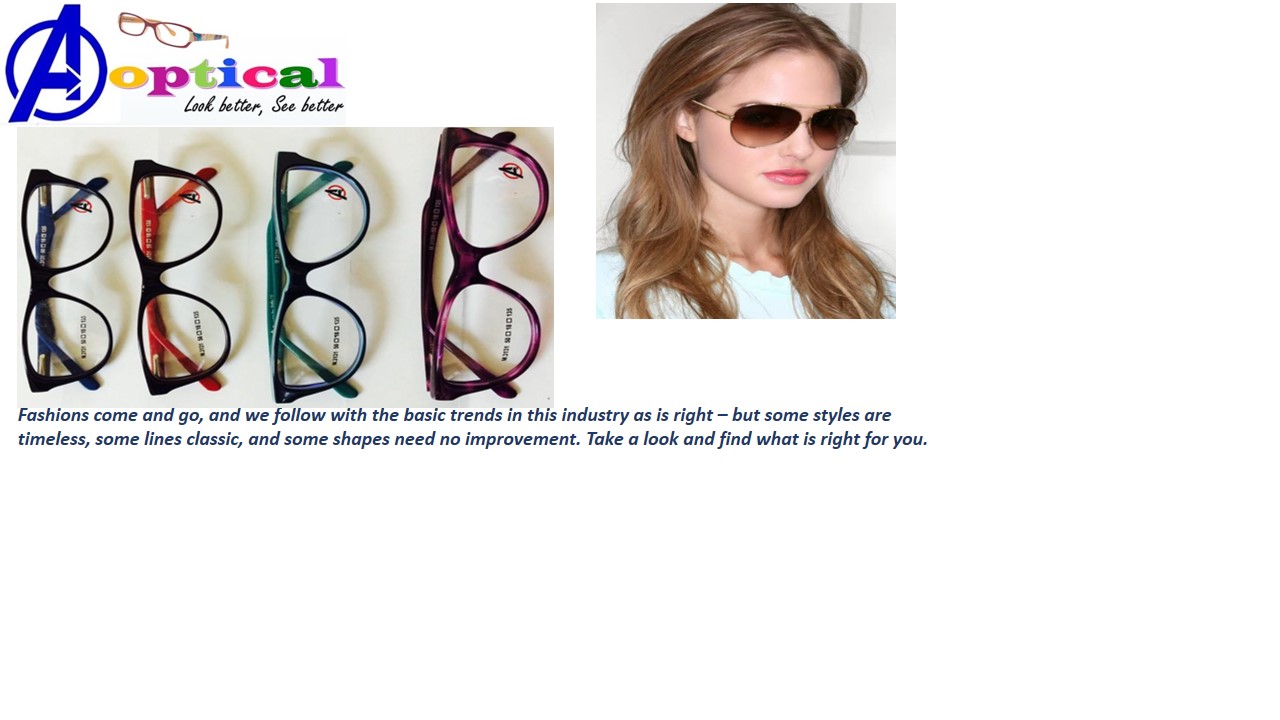 A optical
Look better, See better
Fashions come and go, and we follow with the basic trends in this industry as is right – but some styles are
timeless, some lines classic, and some shapes need no improvement. Take a look and find what is right for you.